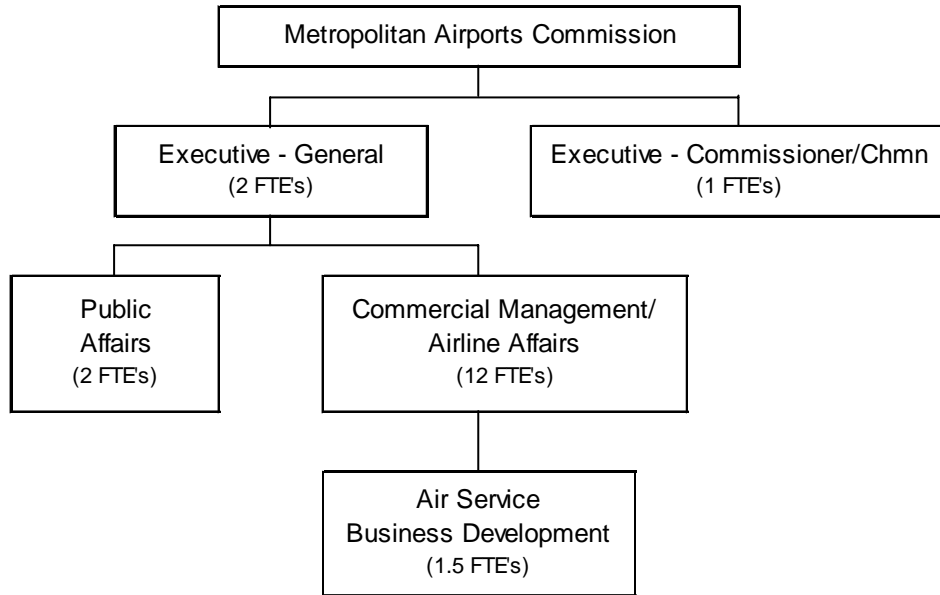 Metropolitan Airports Commission
Executive - General
(2 FTE's)
Executive - Commissioner/Chmn
(1 FTE's)
Public
Affairs
(2 FTE's)
Commercial Management/
Airline Affairs
(12 FTE's)
Air Service
Business Development
(1.5 FTE's)